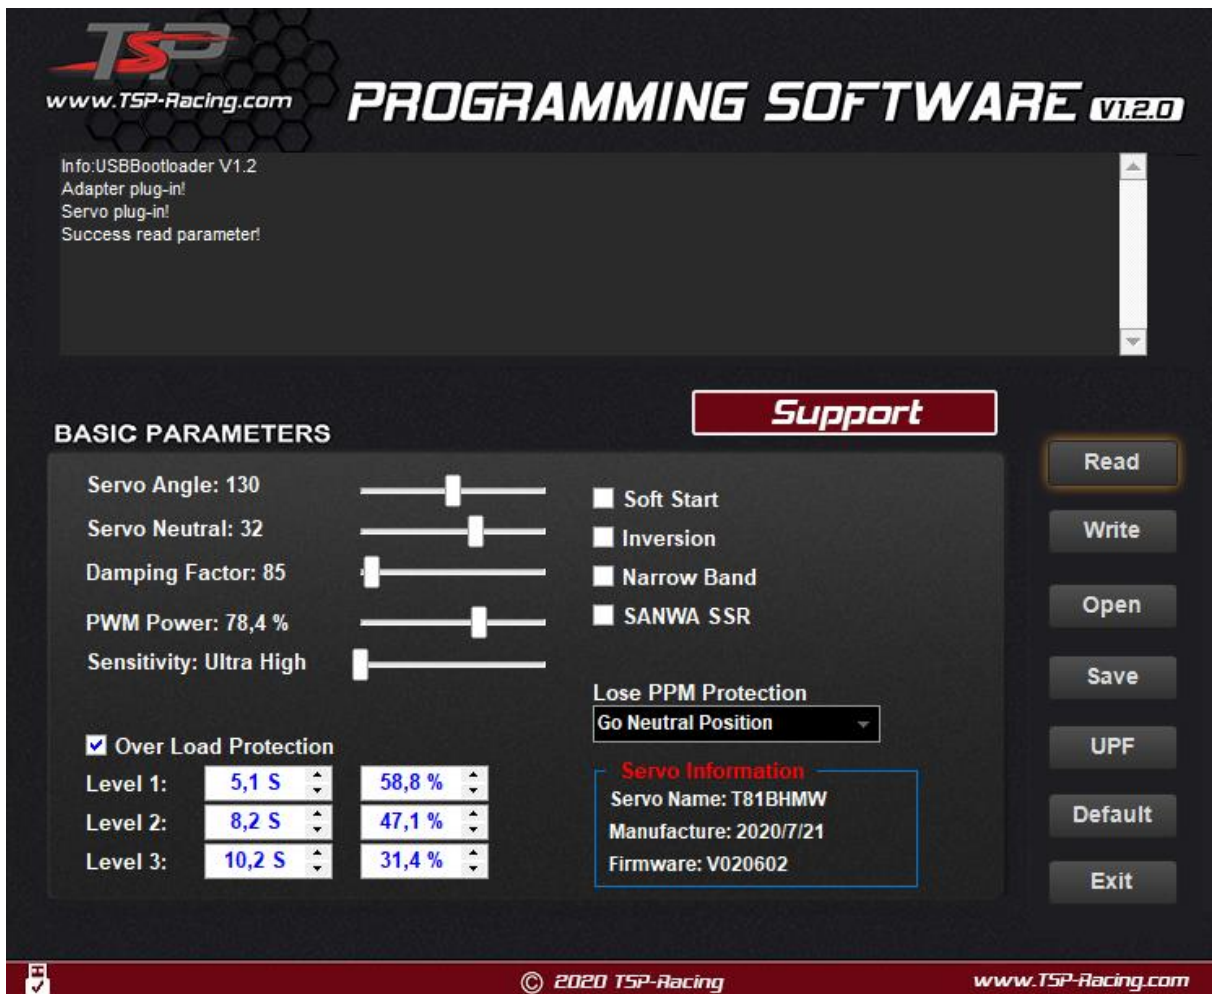 TSP
www.TSP-Racing.com
PROGRAMMING SOFTWARE V1.2.0
Info:USBBootloader V1.2
Adapter plug-in!
Servo plug-in!
Success read parameter!
Support
BASIC PARAMETERS
Servo Angle: 130
Servo Neutral: 32
Damping Factor: 85
PWM Power: 78,4 %
Sensitivity: Ultra High
Soft Start
Inversion
Narrow Band
SANWA SSR
Lose PPM Protection
Go Neutral Position
Over Load Protection
Level 1: 5,1 S 58,8 %
Level 2: 8,2 S 47,1 %
Level 3: 10,2 S 31,4 %
Servo Information
Servo Name: T81BHMW
Manufacture: 2020/7/21
Firmware: V020602
Read
Write
Open
Save
UPF
Default
Exit
© 2020 TSP-Racing
www.TSP-Racing.com